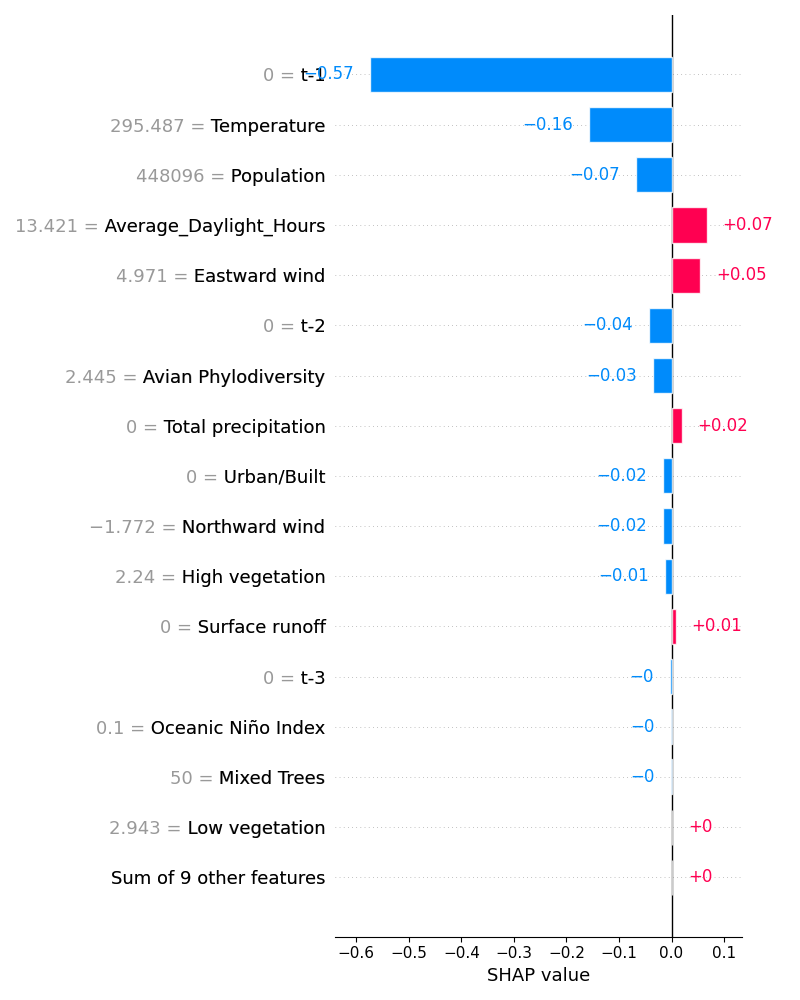 0 = t-1 −0.57
295.487 = Temperature −0.16
448096 = Population −0.07
13.421 = Average_Daylight_Hours +0.07
4.971 = Eastward wind +0.05
0 = t-2 −0.04
2.445 = Avian Phylodiversity −0.03
0 = Total precipitation +0.02
0 = Urban/Built −0.02
−1.772 = Northward wind −0.02
2.24 = High vegetation −0.01
0 = Surface runoff +0.01
0 = t-3 −0
0.1 = Oceanic Niño Index −0
50 = Mixed Trees −0
2.943 = Low vegetation +0
Sum of 9 other features +0
−0.6 −0.5 −0.4 −0.3 −0.2 −0.1 0.0 0.1
SHAP value